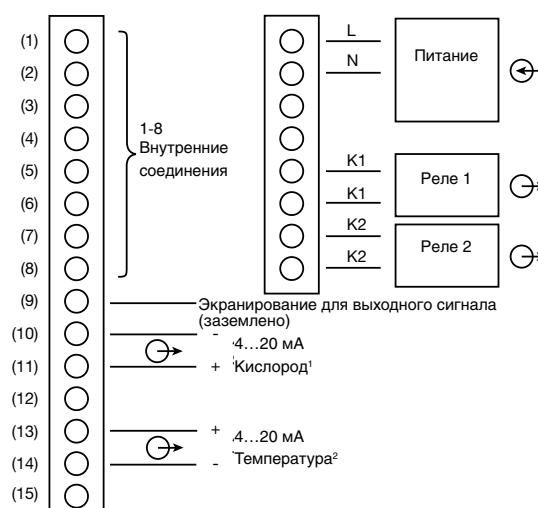 (1)
(2)
(3)
(4)
(5)
(6)
(7)
(8)
(9)
(10)
(11)
(12)
(13)
(14)
(15)
1-8
Внутренние
соединения
L
N
K1
K1
K2
K2
Питание
Реле 1
Реле 2
Экранирование для выходного сигнала
(заземлено)
-
4...20 мА
+
Кислород¹
+
4...20 мА
-
Температура²